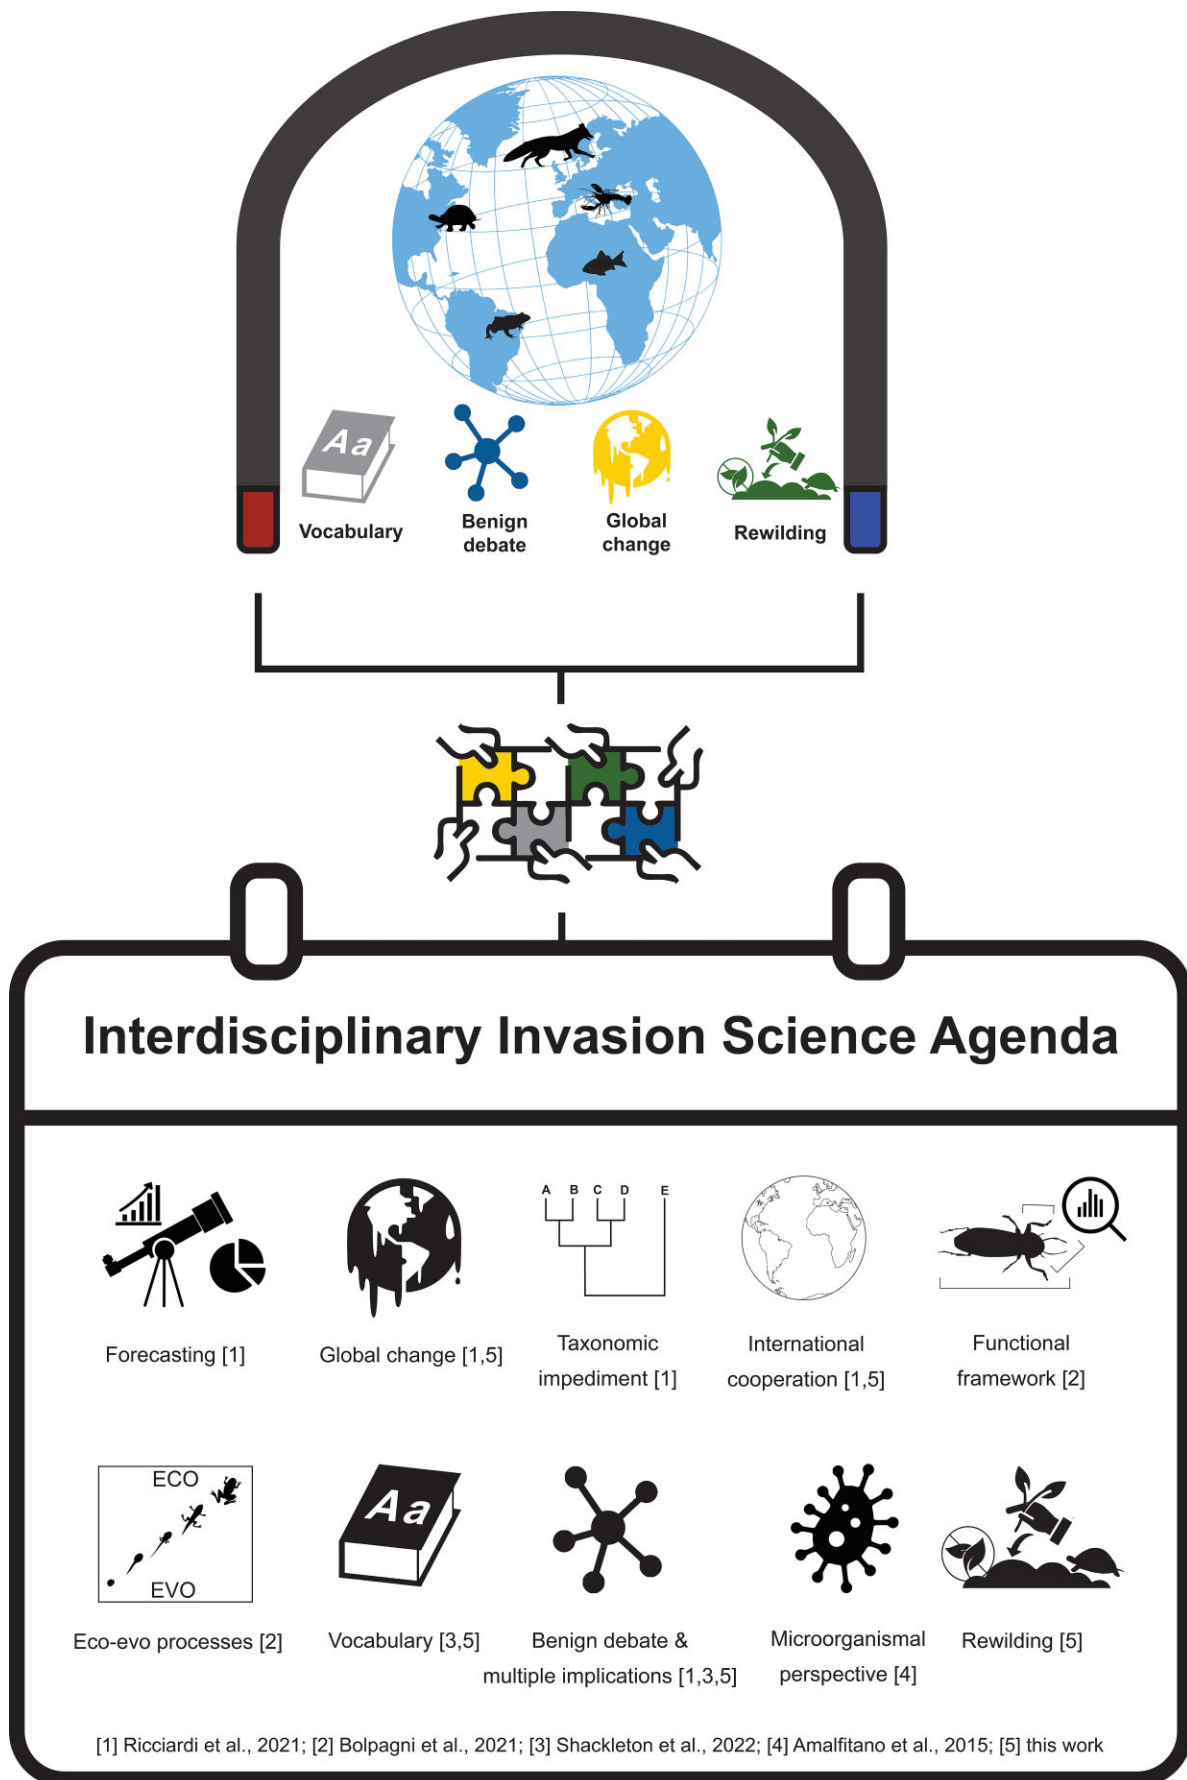 Aa
Vocabulary
Benign
debate
Global
change
Rewilding
Interdisciplinary Invasion Science Agenda
A B C D E
Forecasting [1]
Global change [1,5]
Taxonomic
impediment [1]
International
cooperation [1,5]
Functional
framework [2]
ECO
EVO
Aa
Eco-evo processes [2]
Vocabulary [3,5]
Benign debate &
multiple implications [1,3,5]
Microorganismal
perspective [4]
Rewilding [5]
[1] Ricciardi et al., 2021; [2] Bolpagni et al., 2021; [3] Shackleton et al., 2022; [4] Amalfitano et al., 2015; [5] this work